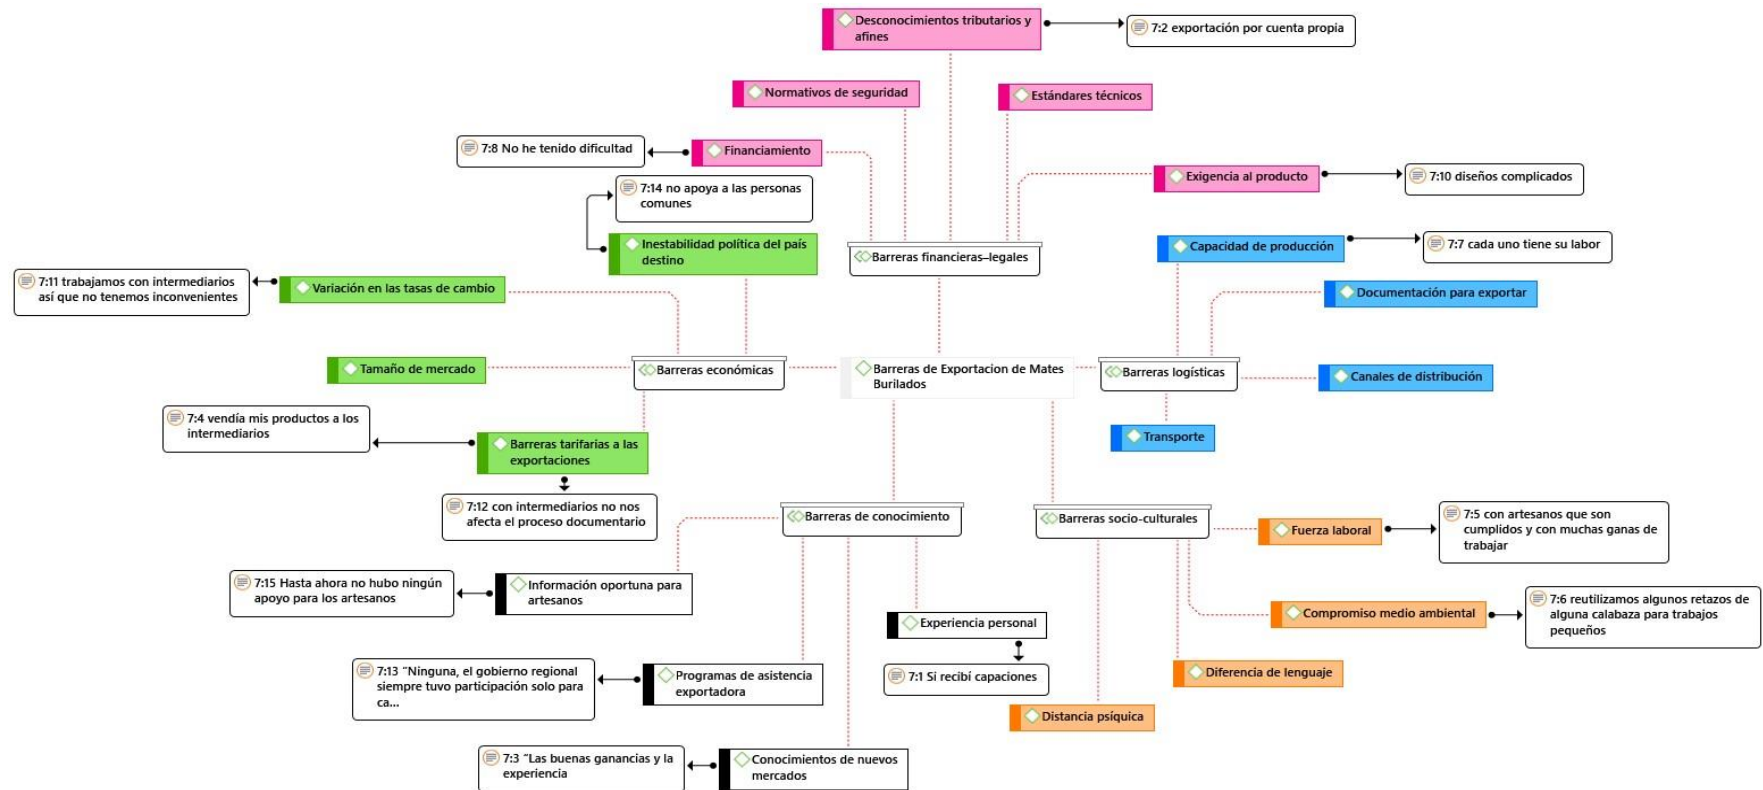 Desconocimientos tributarios y
afines
7:2 exportación por cuenta propia
Normativos de seguridad
Estándares técnicos
7:8 No he tenido dificultad
Financiamiento
Exigencia al producto
7:10 diseños complicados
7:14 no apoya a las personas
comunes
Inestabilidad política del país
destino
Barreras financieras–legales
Capacidad de producción
7:7 cada uno tiene su labor
7:11 trabajamos con intermediarios
así que no tenemos inconvenientes
Variación en las tasas de cambio
Documentación para exportar
Tamaño de mercado
Barreras económicas
Barreras de Exportacion de Mates
Burilados
Barreras logísticas
Canales de distribución
7:4 vendía mis productos a los
intermediarios
Barreras tarifarias a las
exportaciones
Transporte
7:12 con intermediarios no nos
afecta el proceso documentario
Barreras de conocimiento
Barreras socio-culturales
Fuerza laboral
7:5 con artesanos que son
cumplidos y con muchas ganas de
trabajar
7:15 Hasta ahora no hubo ningún
apoyo para los artesanos
Información oportuna para
artesanos
Experiencia personal
Compromiso medio ambiental
7:6 reutilizamos algunos retazos de
alguna calabaza para trabajos
pequeños
7:13 “Ninguna, el gobierno regional
siempre tuvo participación solo para
ca...
Programas de asistencia
exportadora
7:1 Si recibí capaciones
Diferencia de lenguaje
Distancia psíquica
7:3 “Las buenas ganancias y la
experiencia
Conocimientos de nuevos
mercados